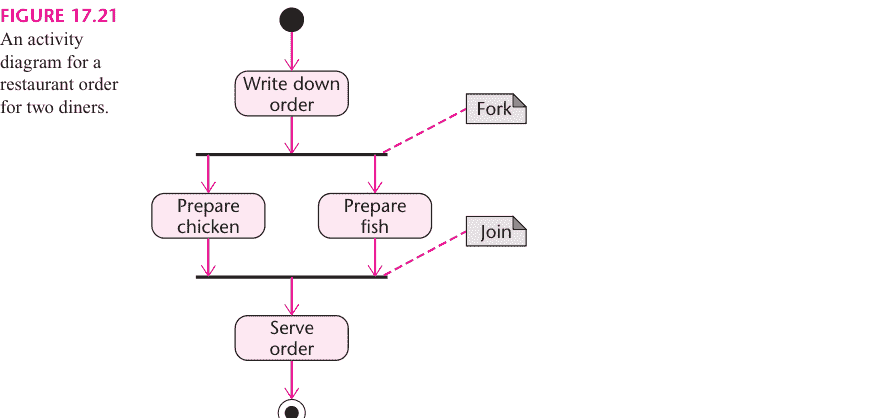 FIGURE 17.21
An activity
diagram for a
restaurant order
for two diners.
Write down
order
Fork
Prepare
chicken
Prepare
fish
Join
Serve
order